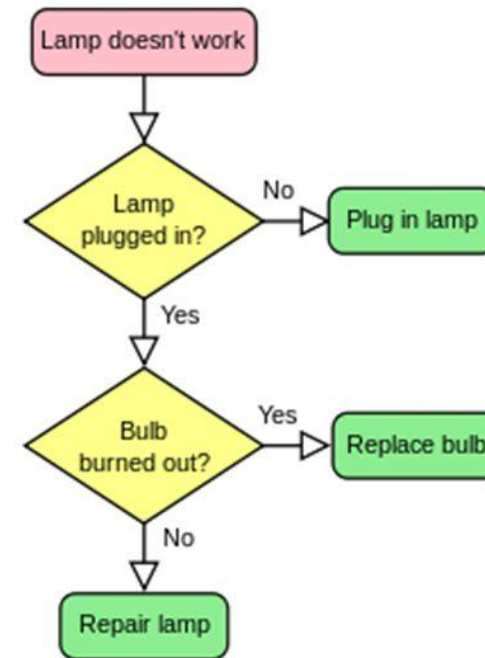 Lamp doesn't work
Lamp
plugged in?
No
Plug in lamp
Yes
Bulb
burned out?
Yes
Replace bulb
No
Repair lamp